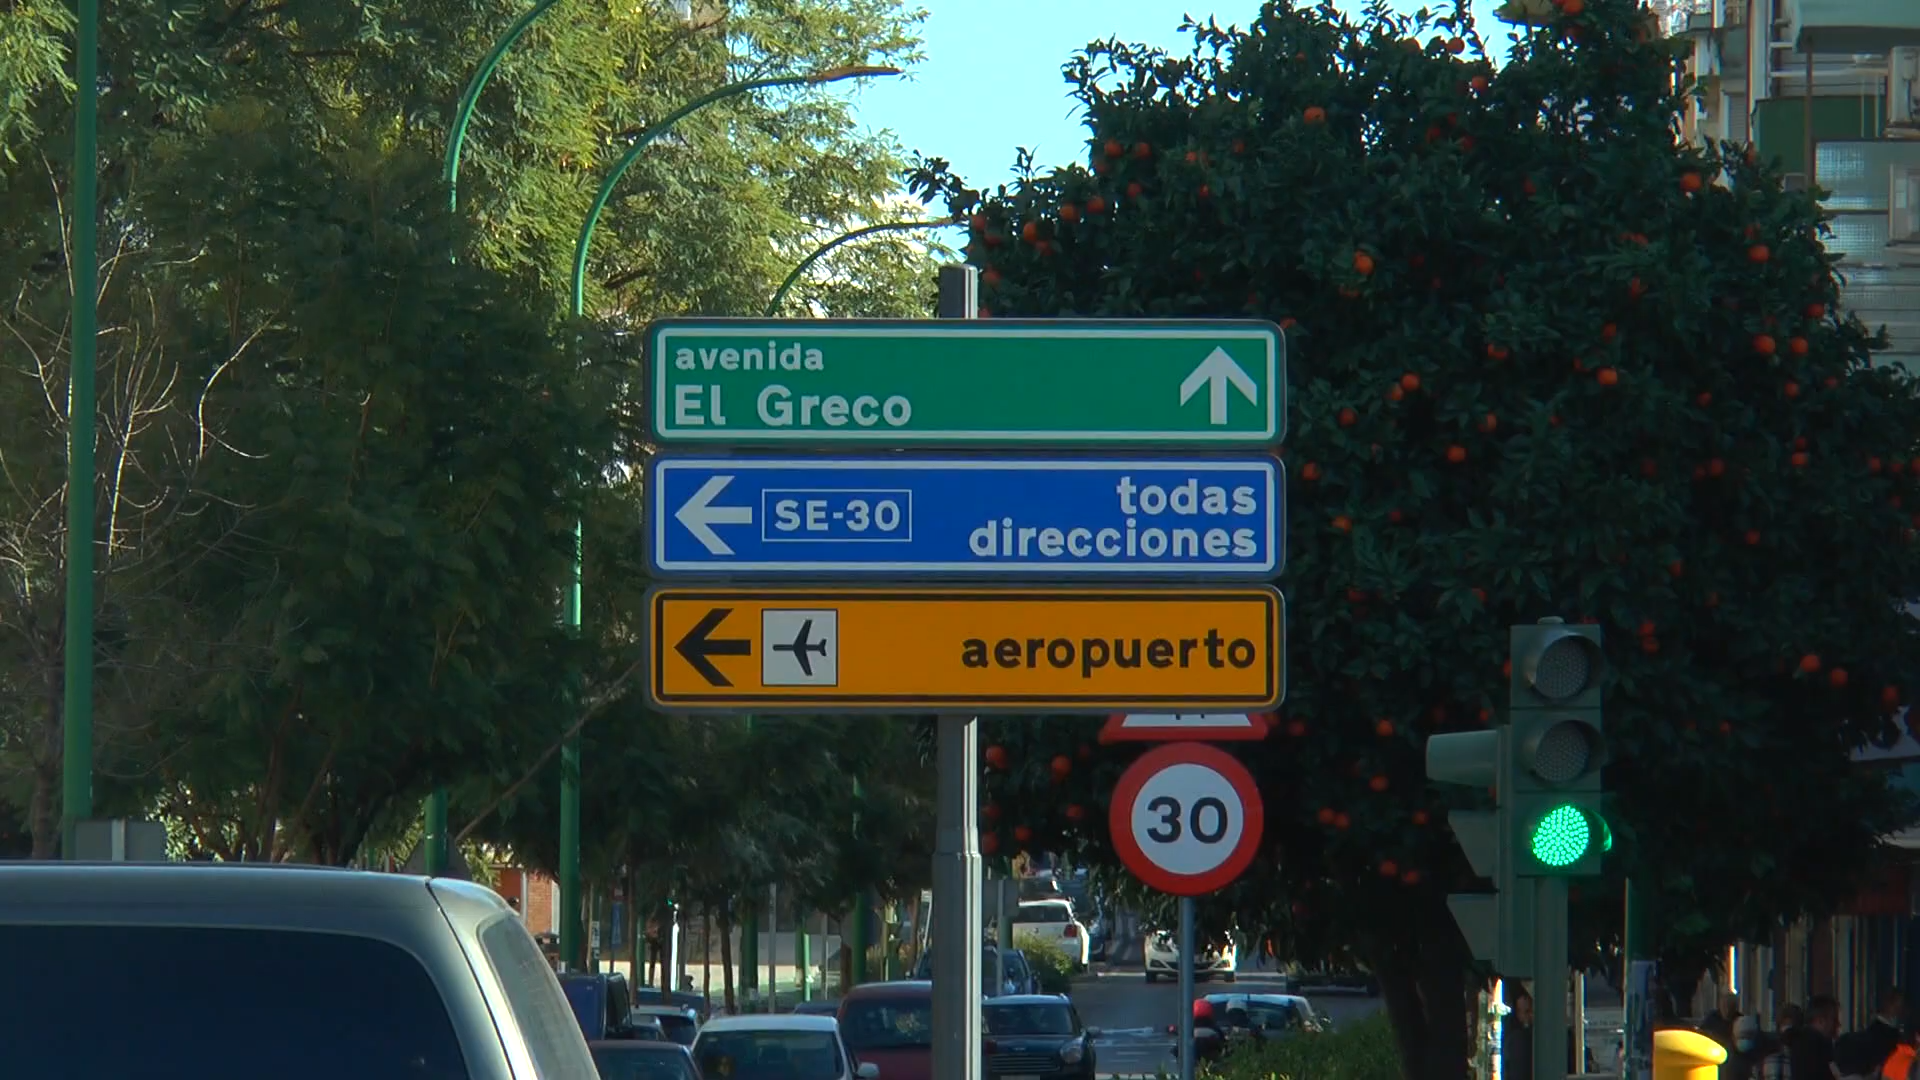 avenida
El Greco
SE-30
todas
direcciones
aeropuerto
30